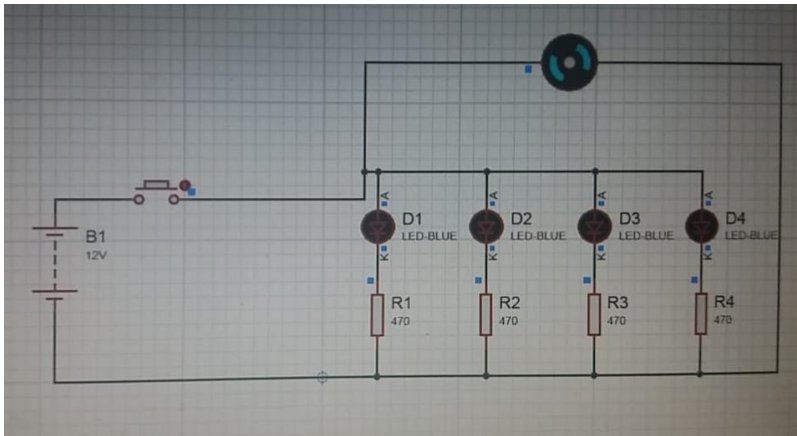 B1
12V
A
D1
LED-BLUE
K
A
D2
LED-BLUE
K
A
D3
LED-BLUE
K
A
D4
LED-BLUE
K
R1
470
R2
470
R3
470
R4
470